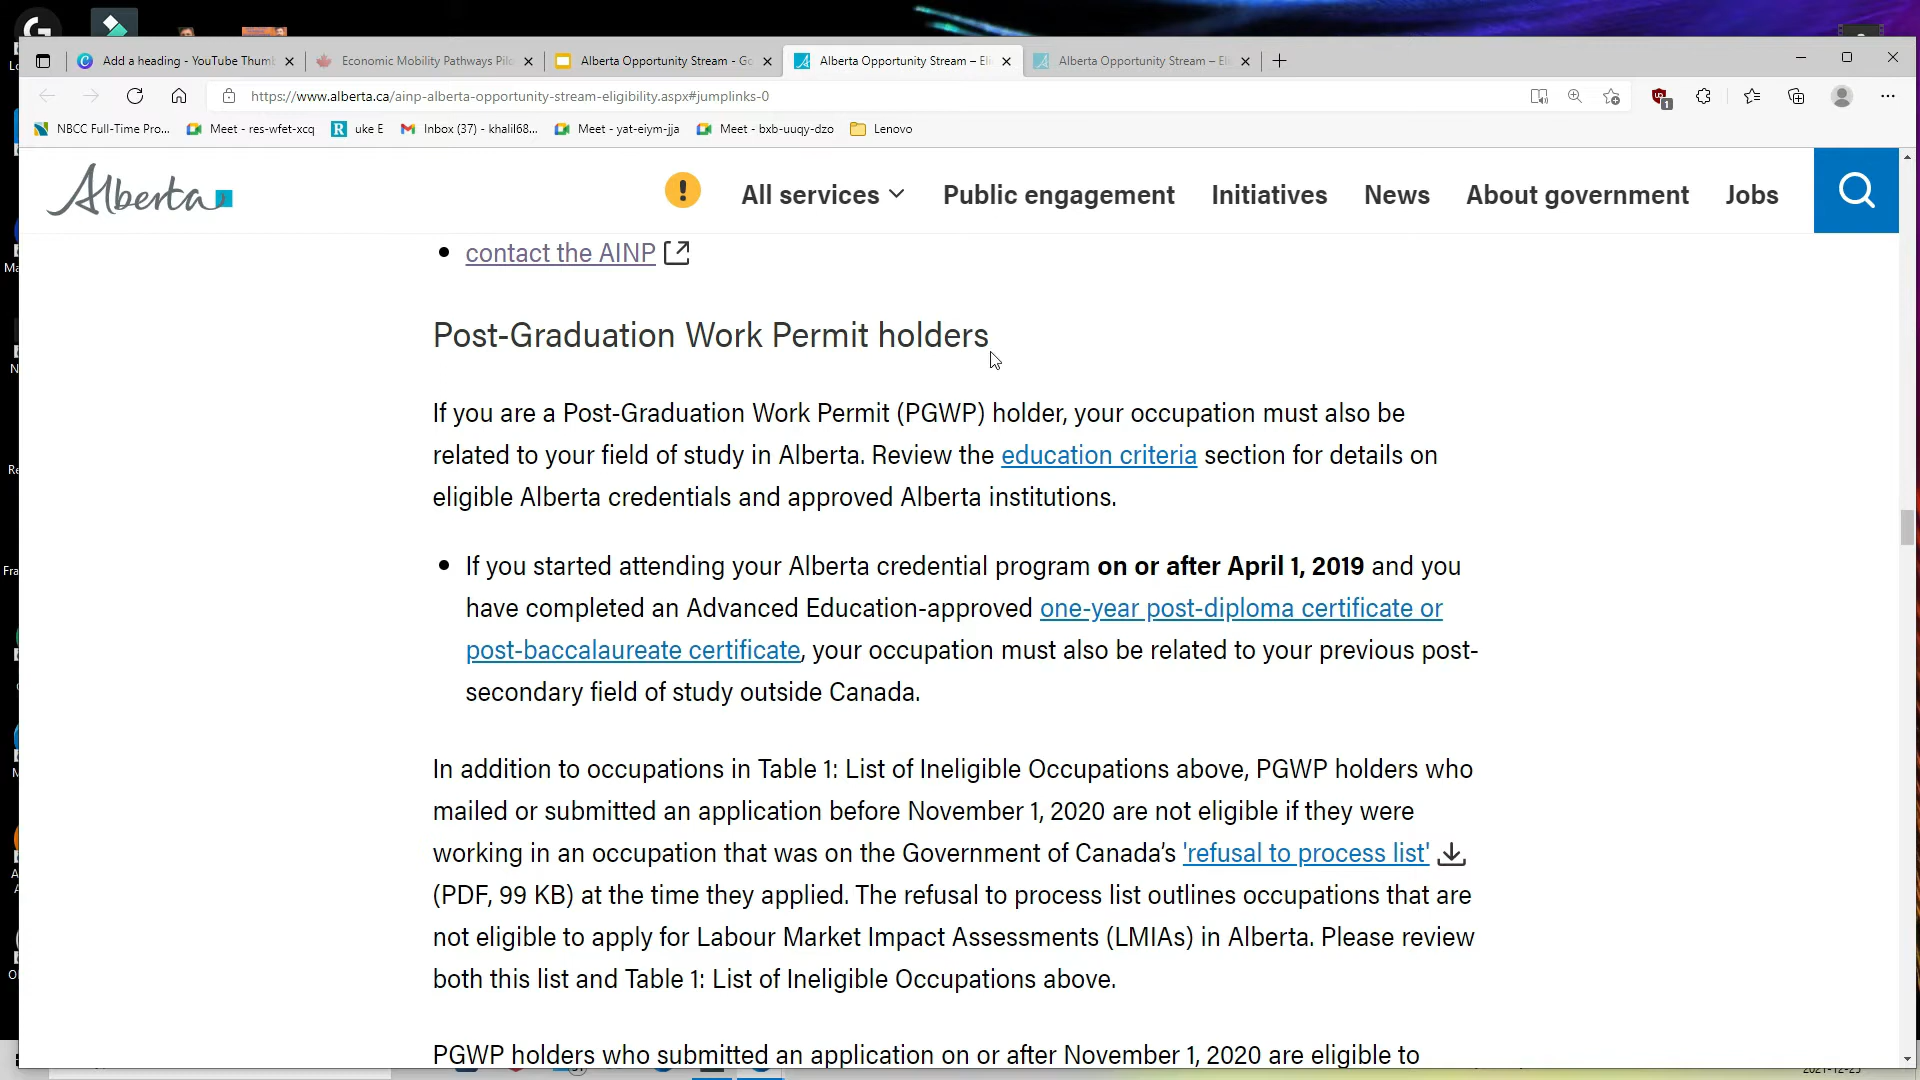 Add a heading - YouTube Thumb
Economic Mobility Pathways Pilo
Alberta Opportunity Stream - Go
Alberta Opportunity Stream – Eli
Alberta Opportunity Stream – Eli
https://www.alberta.ca/ainp-alberta-opportunity-stream-eligibility.aspx#jumplinks-0
1
NBCC Full-Time Pro...
Meet - res-wfet-xcq
uke E
Inbox (37) - khalil68...
Meet - yat-eiym-jja
Meet - bxb-uuqy-dzo
Lenovo
Alberta
All services
Public engagement
Initiatives
News
About government
Jobs
contact the AINP
Post-Graduation Work Permit holders
If you are a Post-Graduation Work Permit (PGWP) holder, your occupation must also be
related to your field of study in Alberta. Review the education criteria section for details on
eligible Alberta credentials and approved Alberta institutions.
If you started attending your Alberta credential program on or after April 1, 2019 and you
have completed an Advanced Education-approved one-year post-diploma certificate or
post-baccalaureate certificate, your occupation must also be related to your previous post-
secondary field of study outside Canada.
In addition to occupations in Table 1: List of Ineligible Occupations above, PGWP holders who
mailed or submitted an application before November 1, 2020 are not eligible if they were
working in an occupation that was on the Government of Canada's 'refusal to process list'
(PDF, 99 KB) at the time they applied. The refusal to process list outlines occupations that are
not eligible to apply for Labour Market Impact Assessments (LMIAs) in Alberta. Please review
both this list and Table 1: List of Ineligible Occupations above.
PGWP holders who submitted an application on or after November 1, 2020 are eligible to